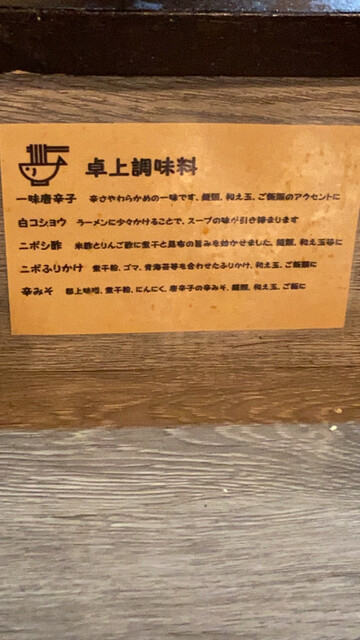 卓上調味料
一味唐辛子 辛さやわらかめの一味です、麺類、和え玉、ご飯類のアクセントに
白コショウ ラーメンに少々かけることで、スープの味が引き締まります
ニボシ酢 米酢とりんご酢に煮干と昆布の旨みを効かせました、麺類、和え玉等に
ニボふりかけ 煮干粉、ゴマ、青海苔等を合わせたふりかけ、和え玉、ご飯類に
辛みそ 郡上味噌、煮干粉、にんにく、唐辛子の辛みそ、麺類、和え玉、ご飯に